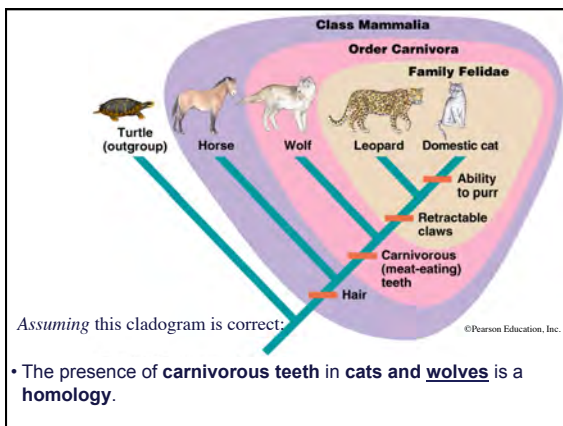 Class Mammalia
Order Carnivora
Family Felidae
Turtle
(outgroup)
Horse
Wolf
Leopard
Domestic cat
Ability
to purr
Retractable
claws
Carnivorous
(meat-eating)
teeth
Hair
Assuming this cladogram is correct:
©Pearson Education, Inc.
• The presence of carnivorous teeth in cats and wolves is a
homology.